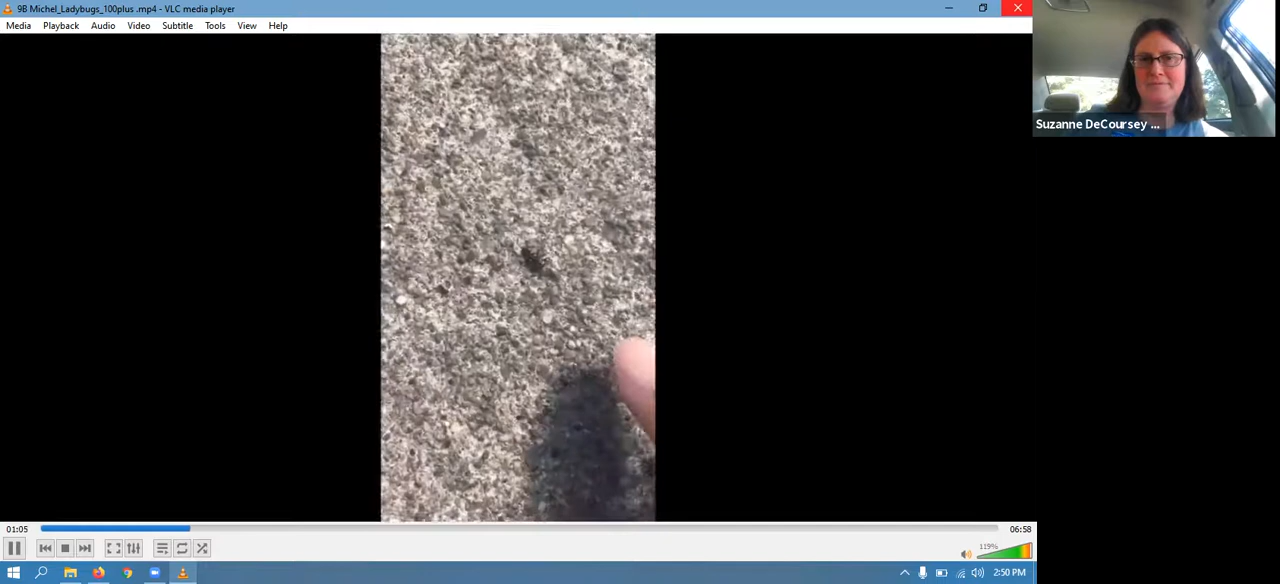 9B Michel_Ladybugs_100plus .mp4 - VLC media player
Media Playback Audio Video Subtitle Tools View Help
Suzanne DeCoursey ...
01:05 06:58
119%
2:50 PM